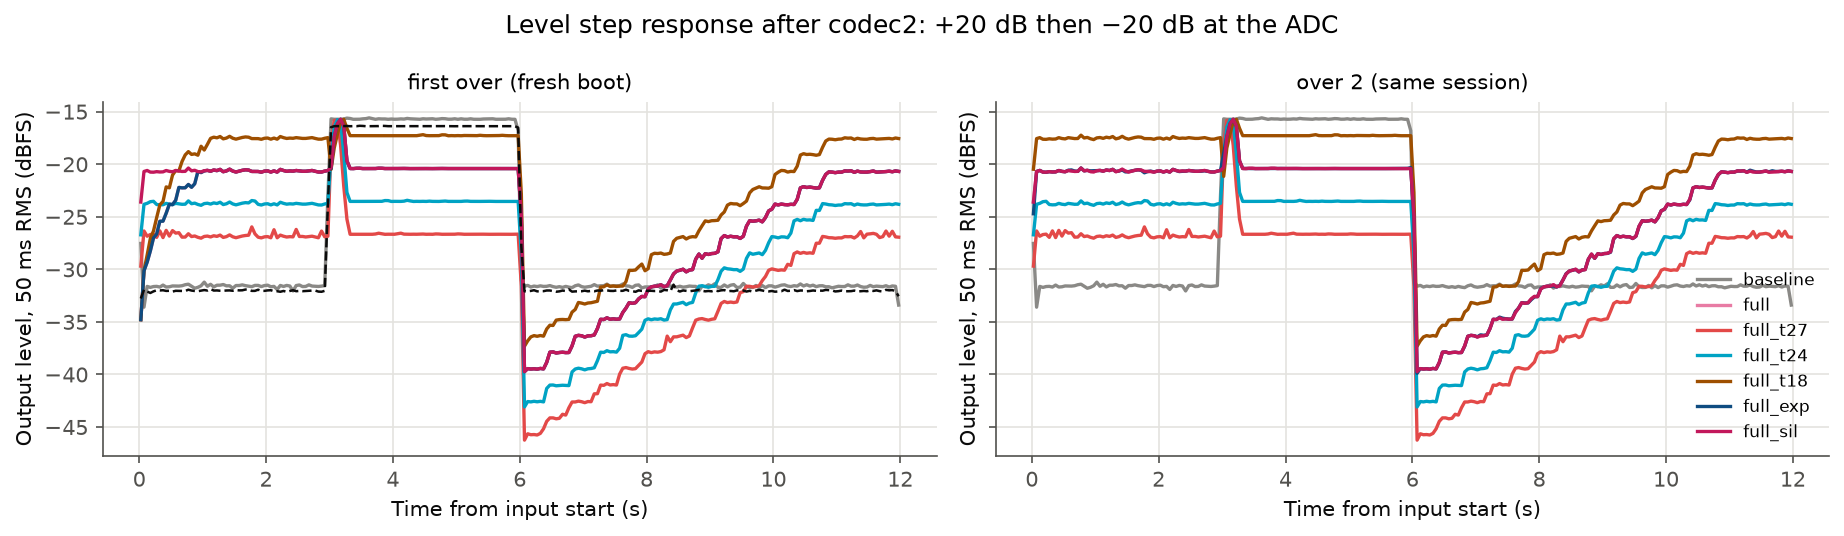 Level step response after codec2: +20 dB then −20 dB at the ADC
first over (fresh boot)
over 2 (same session)
Output level, 50 ms RMS (dBFS)
−15
−20
−25
−30
−35
−40
−45
0 2 4 6 8 10 12
Time from input start (s)
Output level, 50 ms RMS (dBFS)
0 2 4 6 8 10 12
Time from input start (s)
baseline
full
full_t27
full_t24
full_t18
full_exp
full_sil